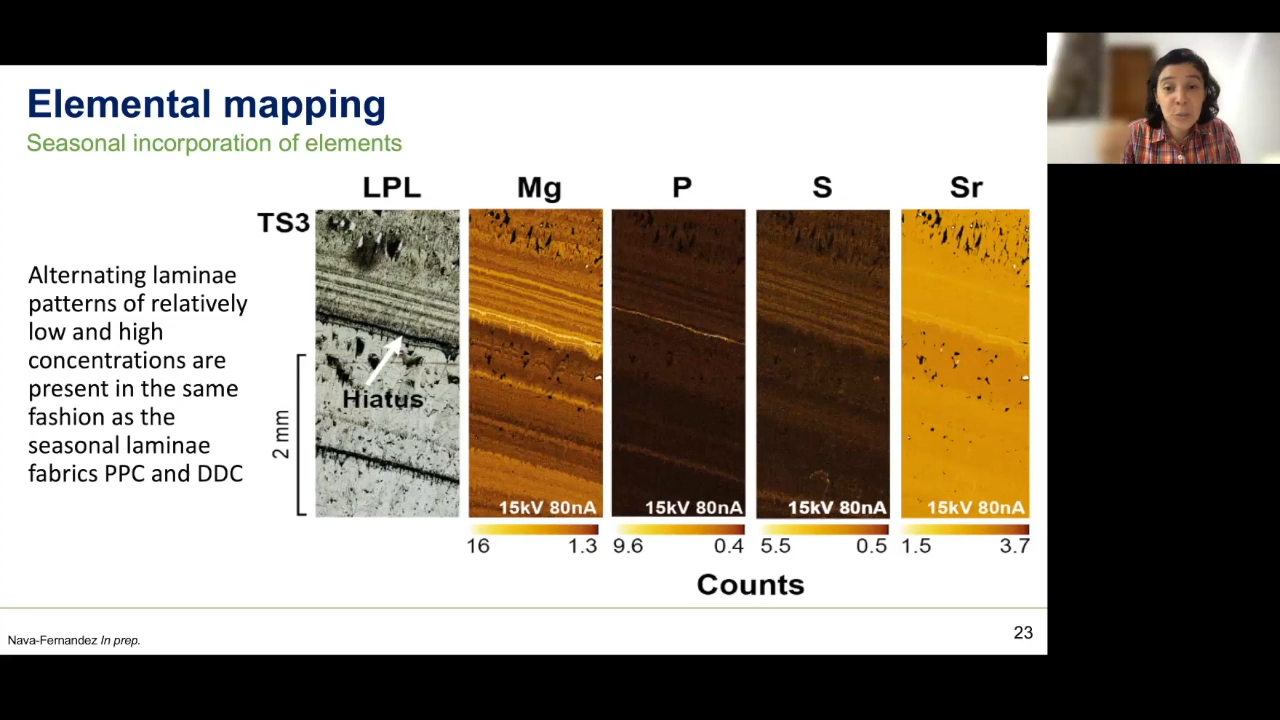 Elemental mapping
Seasonal incorporation of elements
LPL Mg P S Sr
TS3
Alternating laminae
patterns of relatively
low and high
concentrations are
present in the same
fashion as the
seasonal laminae
fabrics PPC and DDC
Hiatus
2 mm
15kV 80nA 15kV 80nA 15kV 80nA 15kV 80nA
16 1.3 9.6 0.4 5.5 0.5 1.5 3.7
Counts
Nava-Fernandez In prep.
23